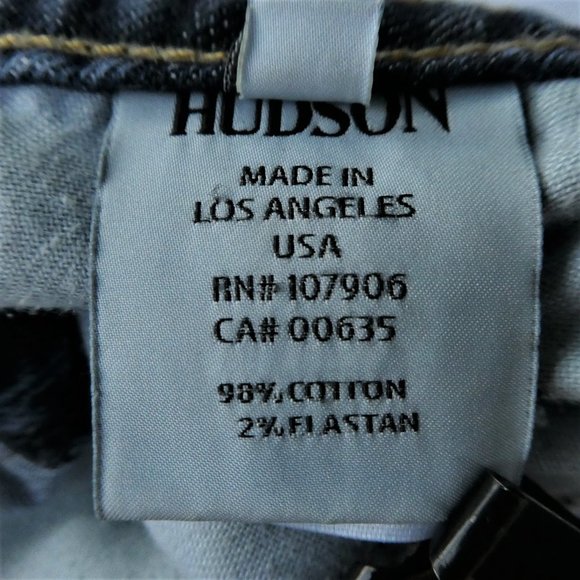 HUDSON
MADE IN
LOS ANGELES
USA
RN# 107906
CA# 00635
98% COTTON
2% ELASTAN